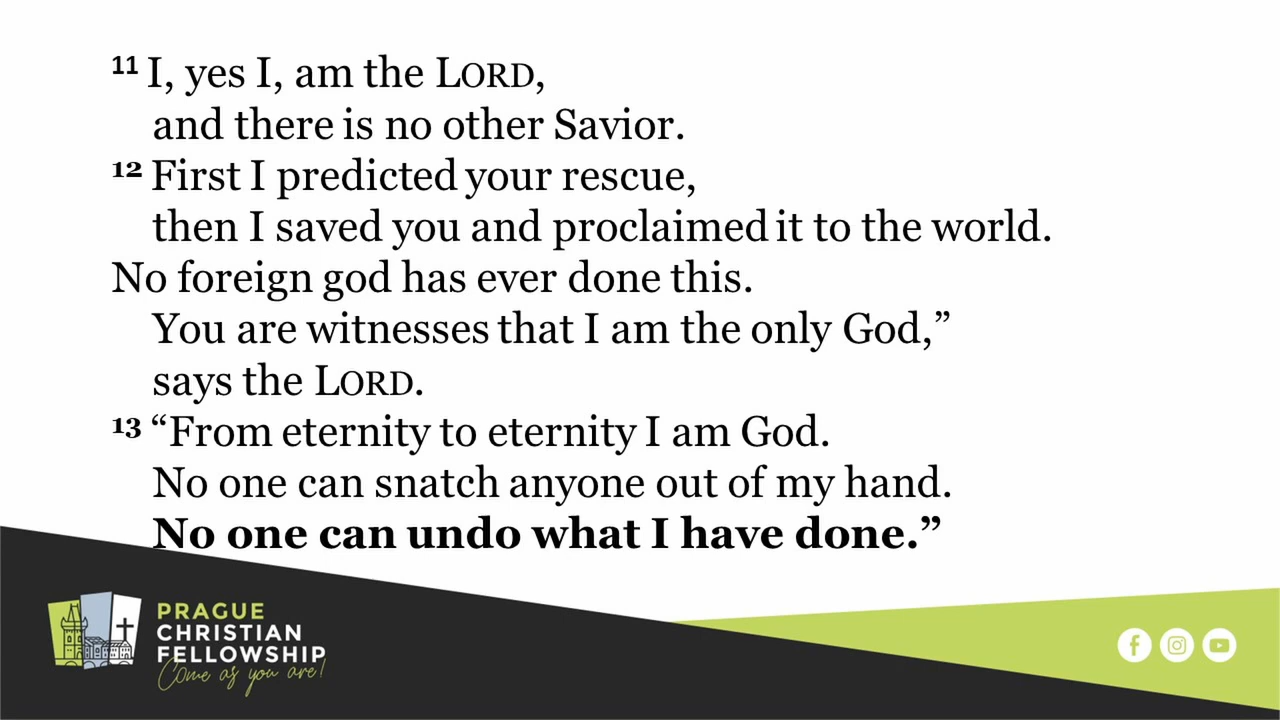 11 I, yes I, am the LORD,
and there is no other Savior.
12 First I predicted your rescue,
then I saved you and proclaimed it to the world.
No foreign god has ever done this.
You are witnesses that I am the only God,”
says the LORD.
13 “From eternity to eternity I am God.
No one can snatch anyone out of my hand.
No one can undo what I have done.”
PRAGUE
CHRISTIAN
FELLOWSHIP
Come as you are!